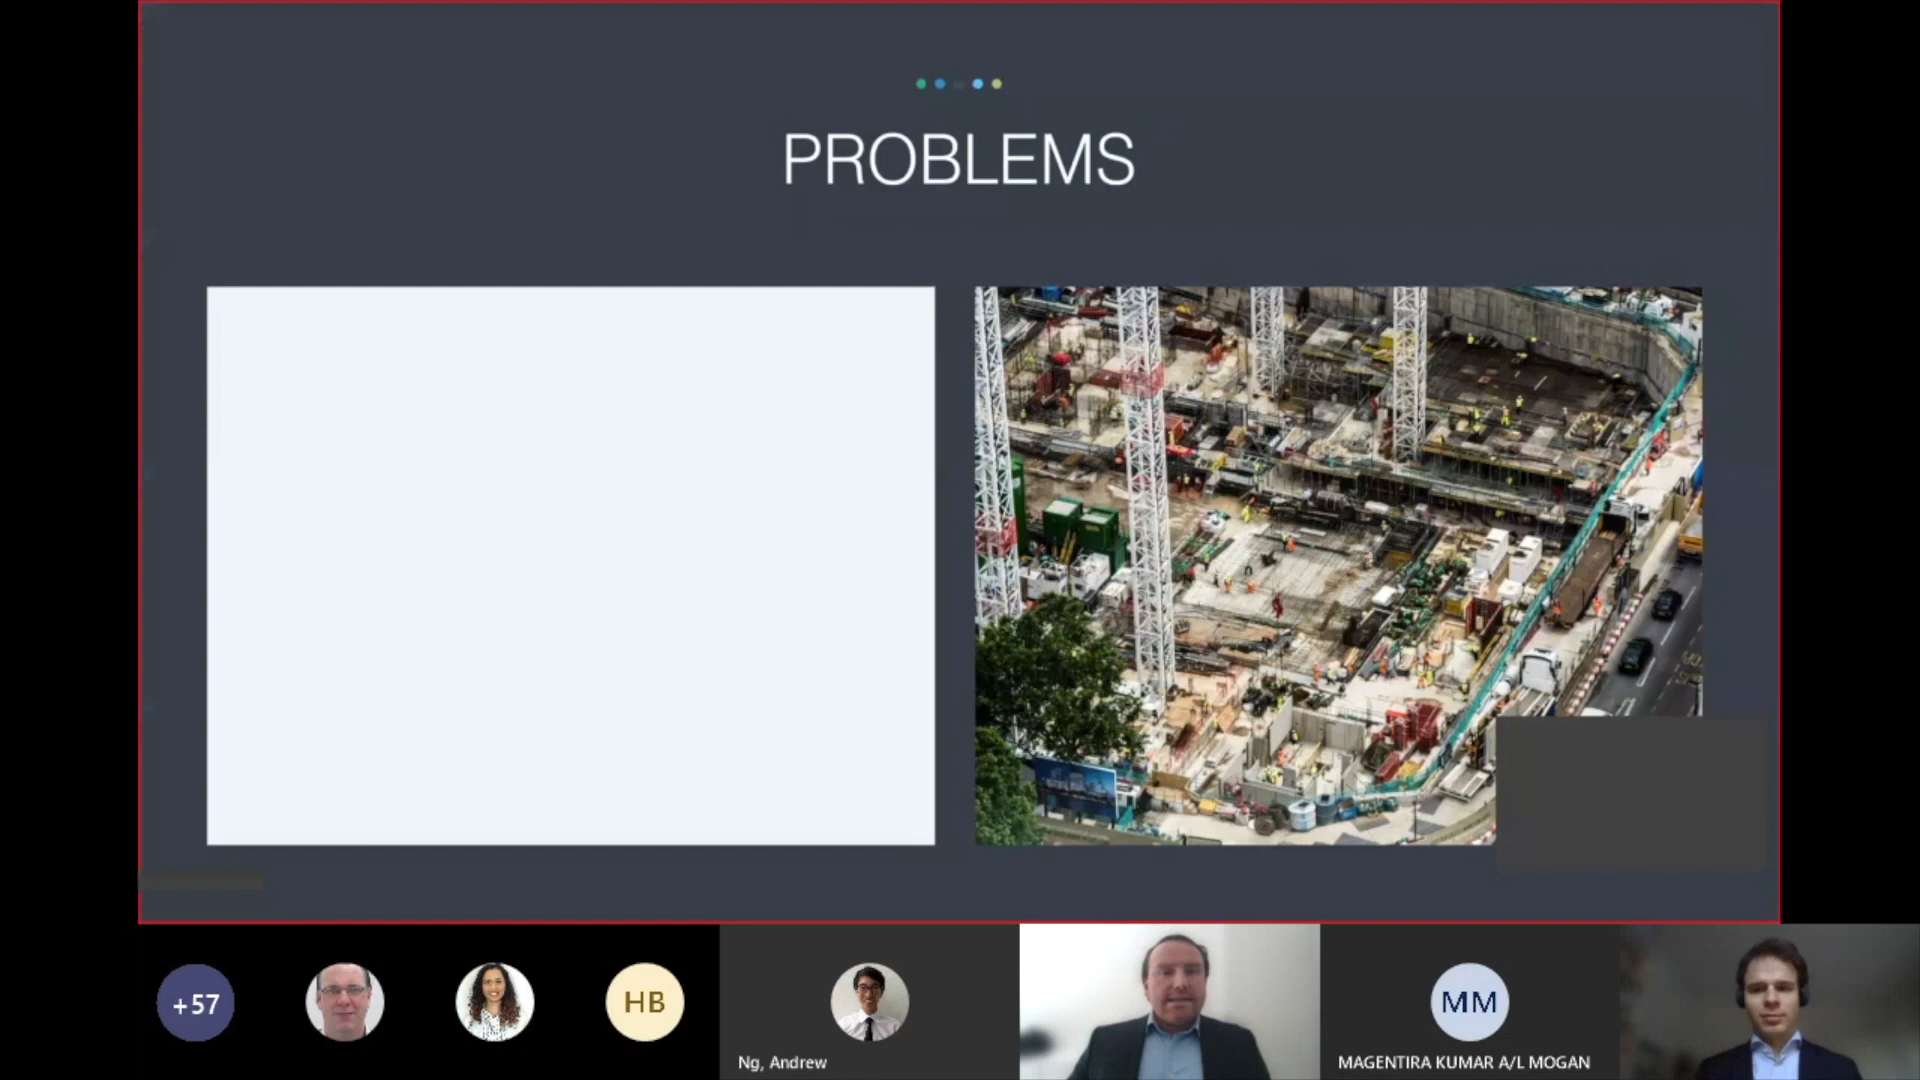 PROBLEMS
+57
HB
Ng, Andrew
MM
MAGENTIRA KUMAR A/L MOGAN